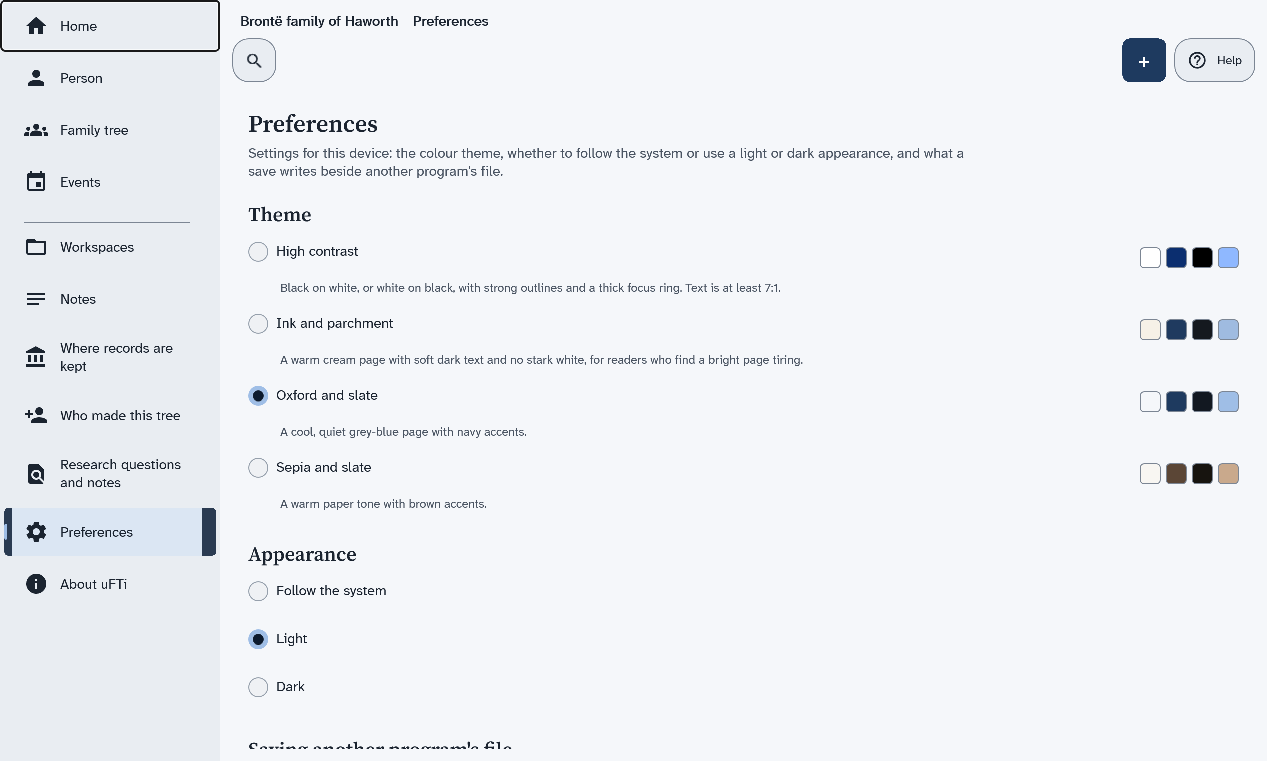 Home
Person
Family tree
Events
Workspaces
Notes
Where records are
kept
Who made this tree
Research questions
and notes
Preferences
About uFTi
Brontë family of Haworth Preferences
+
Help
Preferences
Settings for this device: the colour theme, whether to follow the system or use a light or dark appearance, and what a
save writes beside another program's file.
Theme
High contrast
Black on white, or white on black, with strong outlines and a thick focus ring. Text is at least 7:1.
Ink and parchment
A warm cream page with soft dark text and no stark white, for readers who find a bright page tiring.
Oxford and slate
A cool, quiet grey-blue page with navy accents.
Sepia and slate
A warm paper tone with brown accents.
Appearance
Follow the system
Light
Dark
Saving another program's file